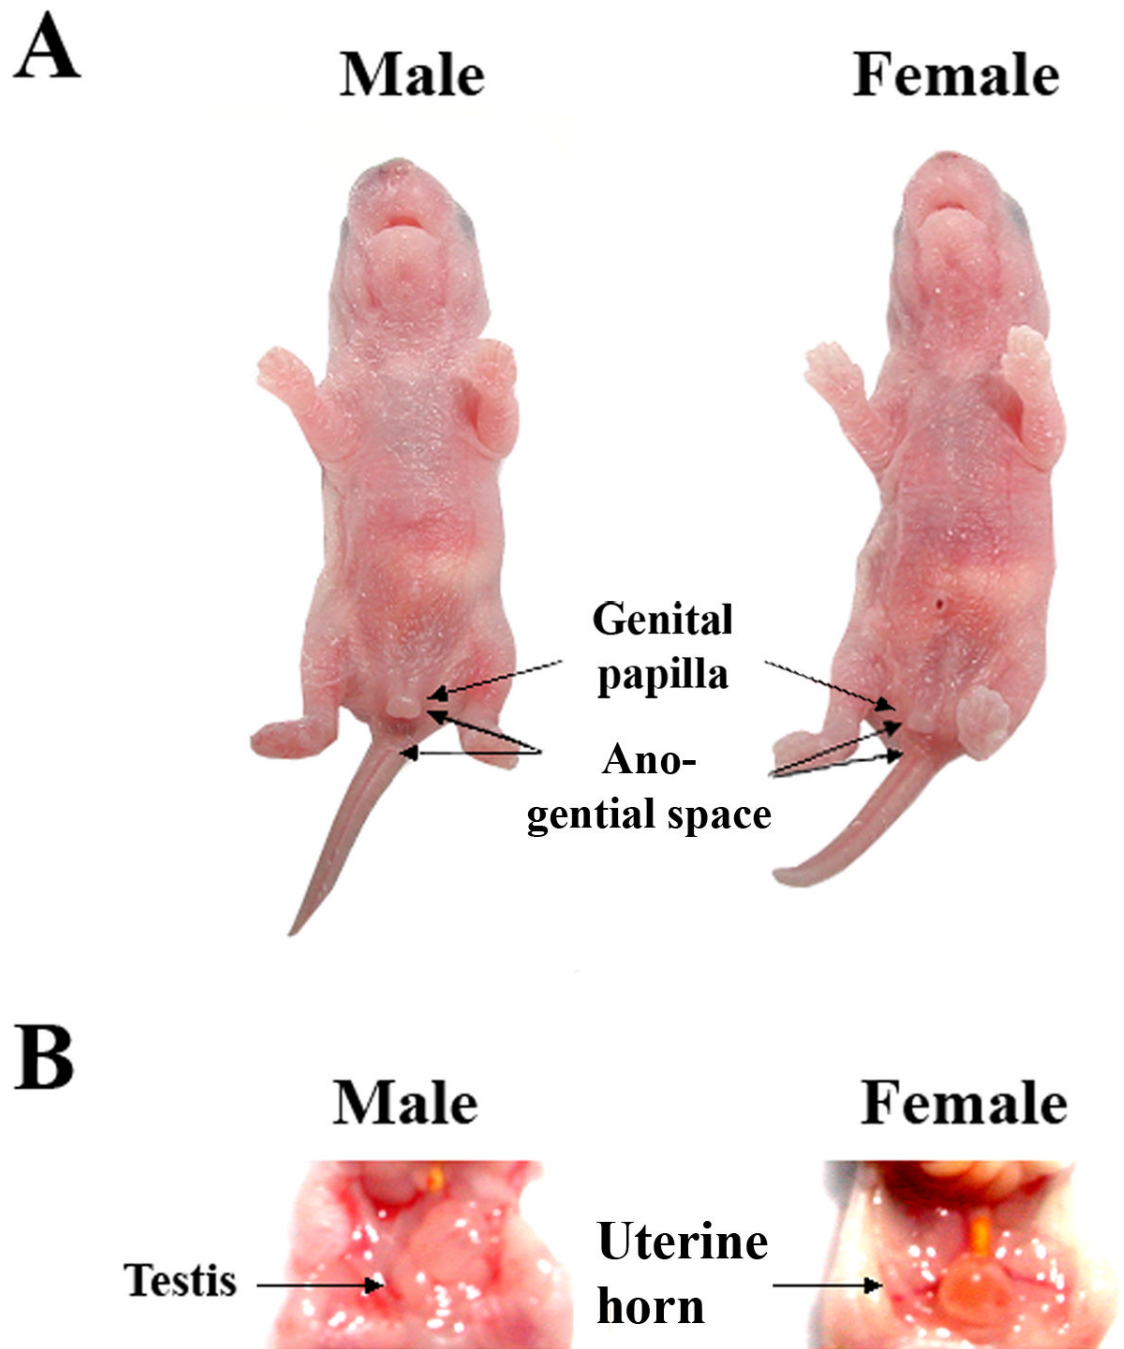 A
Male
Female
Genital
papilla
Ano-
gential space
B
Male
Female
Testis
Uterine
horn